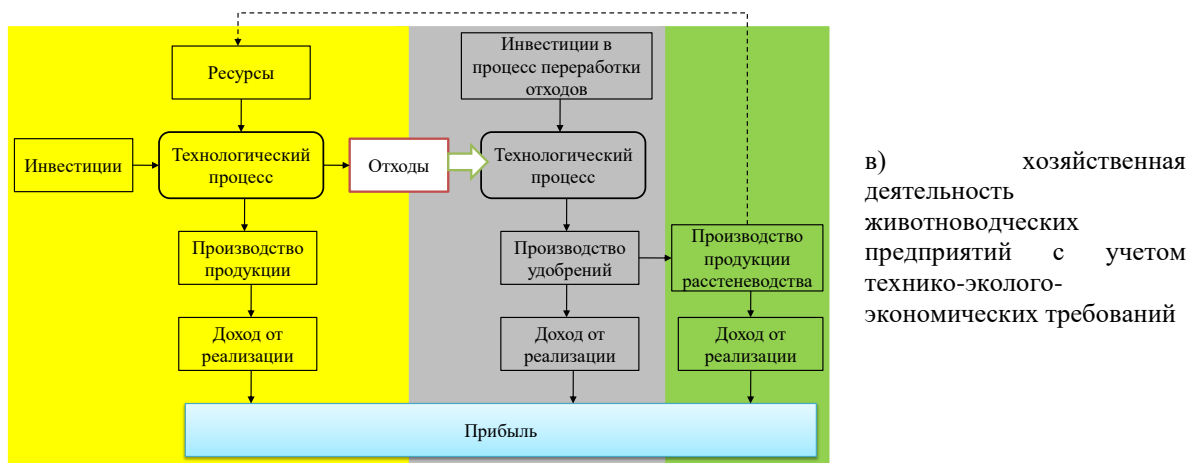 Ресурсы
Инвестиции
Технологический
процесс
Отходы
Производство
продукции
Доход от
реализации
Инвестиции в
процесс переработки
отходов
Технологический
процесс
Производство
удобрений
Доход от
реализации
Производство
продукции
расстеневодства
Доход от
реализации
Прибыль
в) хозяйственная
деятельность
животноводческих
предприятий с учетом
технико-эколого-
экономических требований